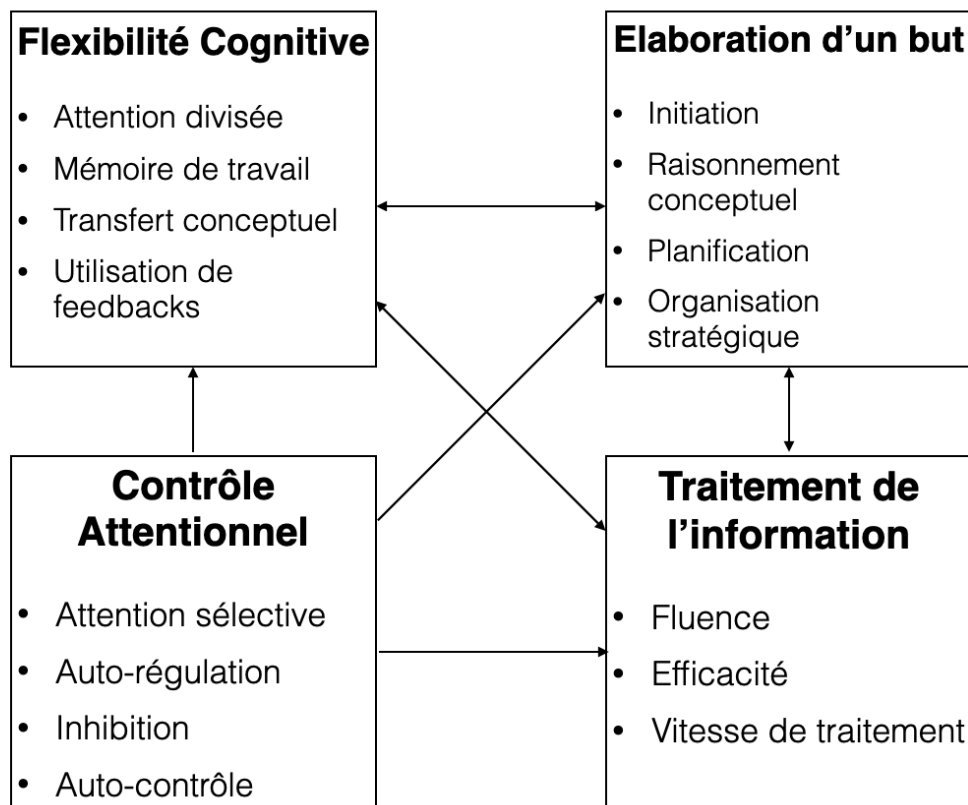 Flexibilité Cognitive
• Attention divisée
• Mémoire de travail
• Transfert conceptuel
• Utilisation de
feedbacks
Elaboration d’un but
• Initiation
• Raisonnement
conceptuel
• Planification
• Organisation
stratégique
Contrôle
Attentionnel
• Attention sélective
• Auto-régulation
• Inhibition
• Auto-contrôle
Traitement de
l’information
• Fluence
• Efficacité
• Vitesse de traitement